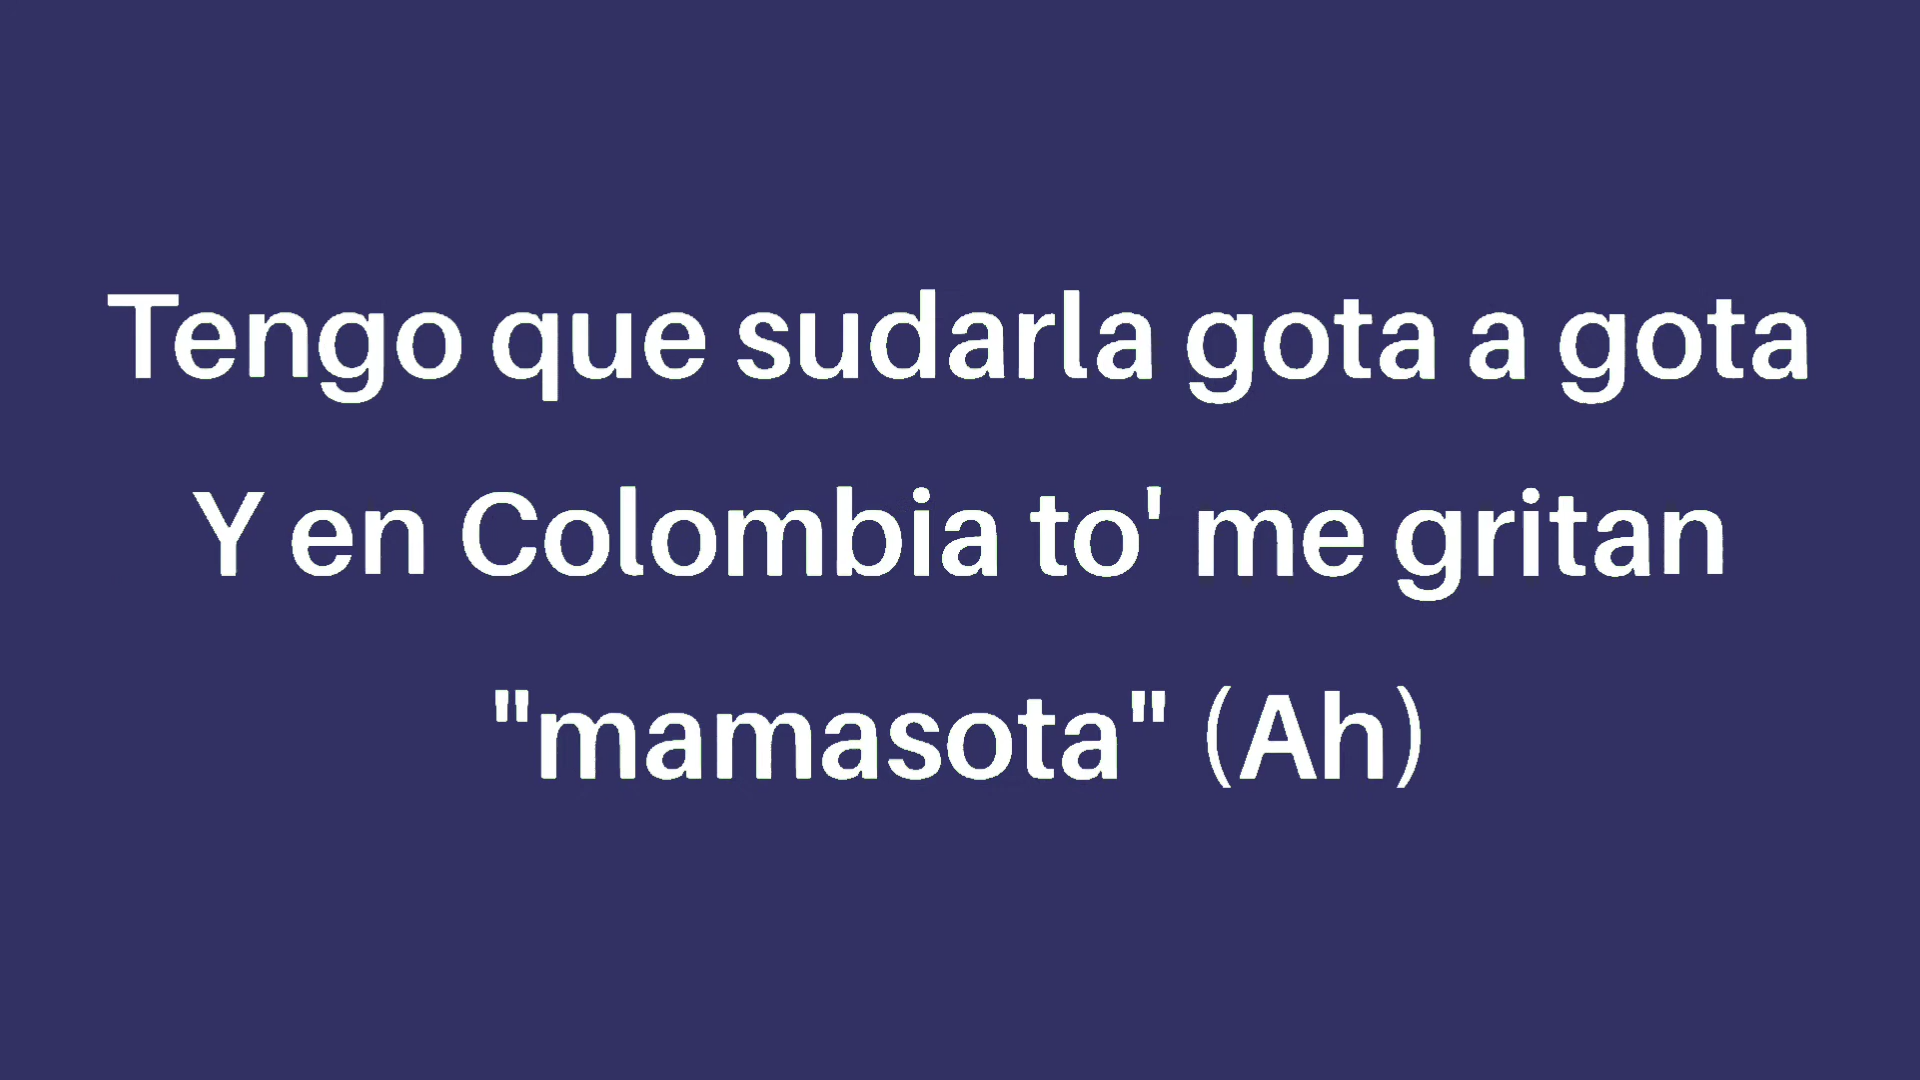 Tengo que sudarla gota a gota
Y en Colombia to' me gritan
"mamasota" (Ah)